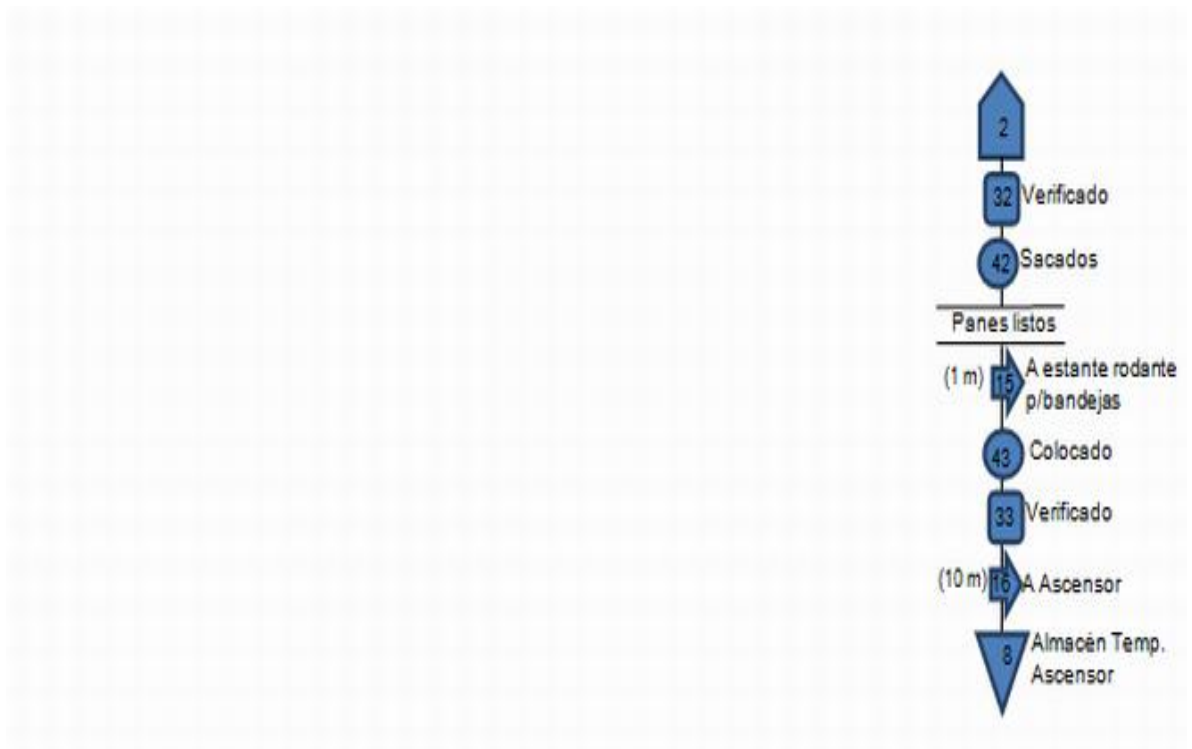 2
32 Verificado
42 Sacados
Panes listos
(1 m) 15 A estante rodante
p/bandejas
43 Colocado
33 Verificado
(10 m) 16 A Ascensor
8 Almacén Temp.
Ascensor